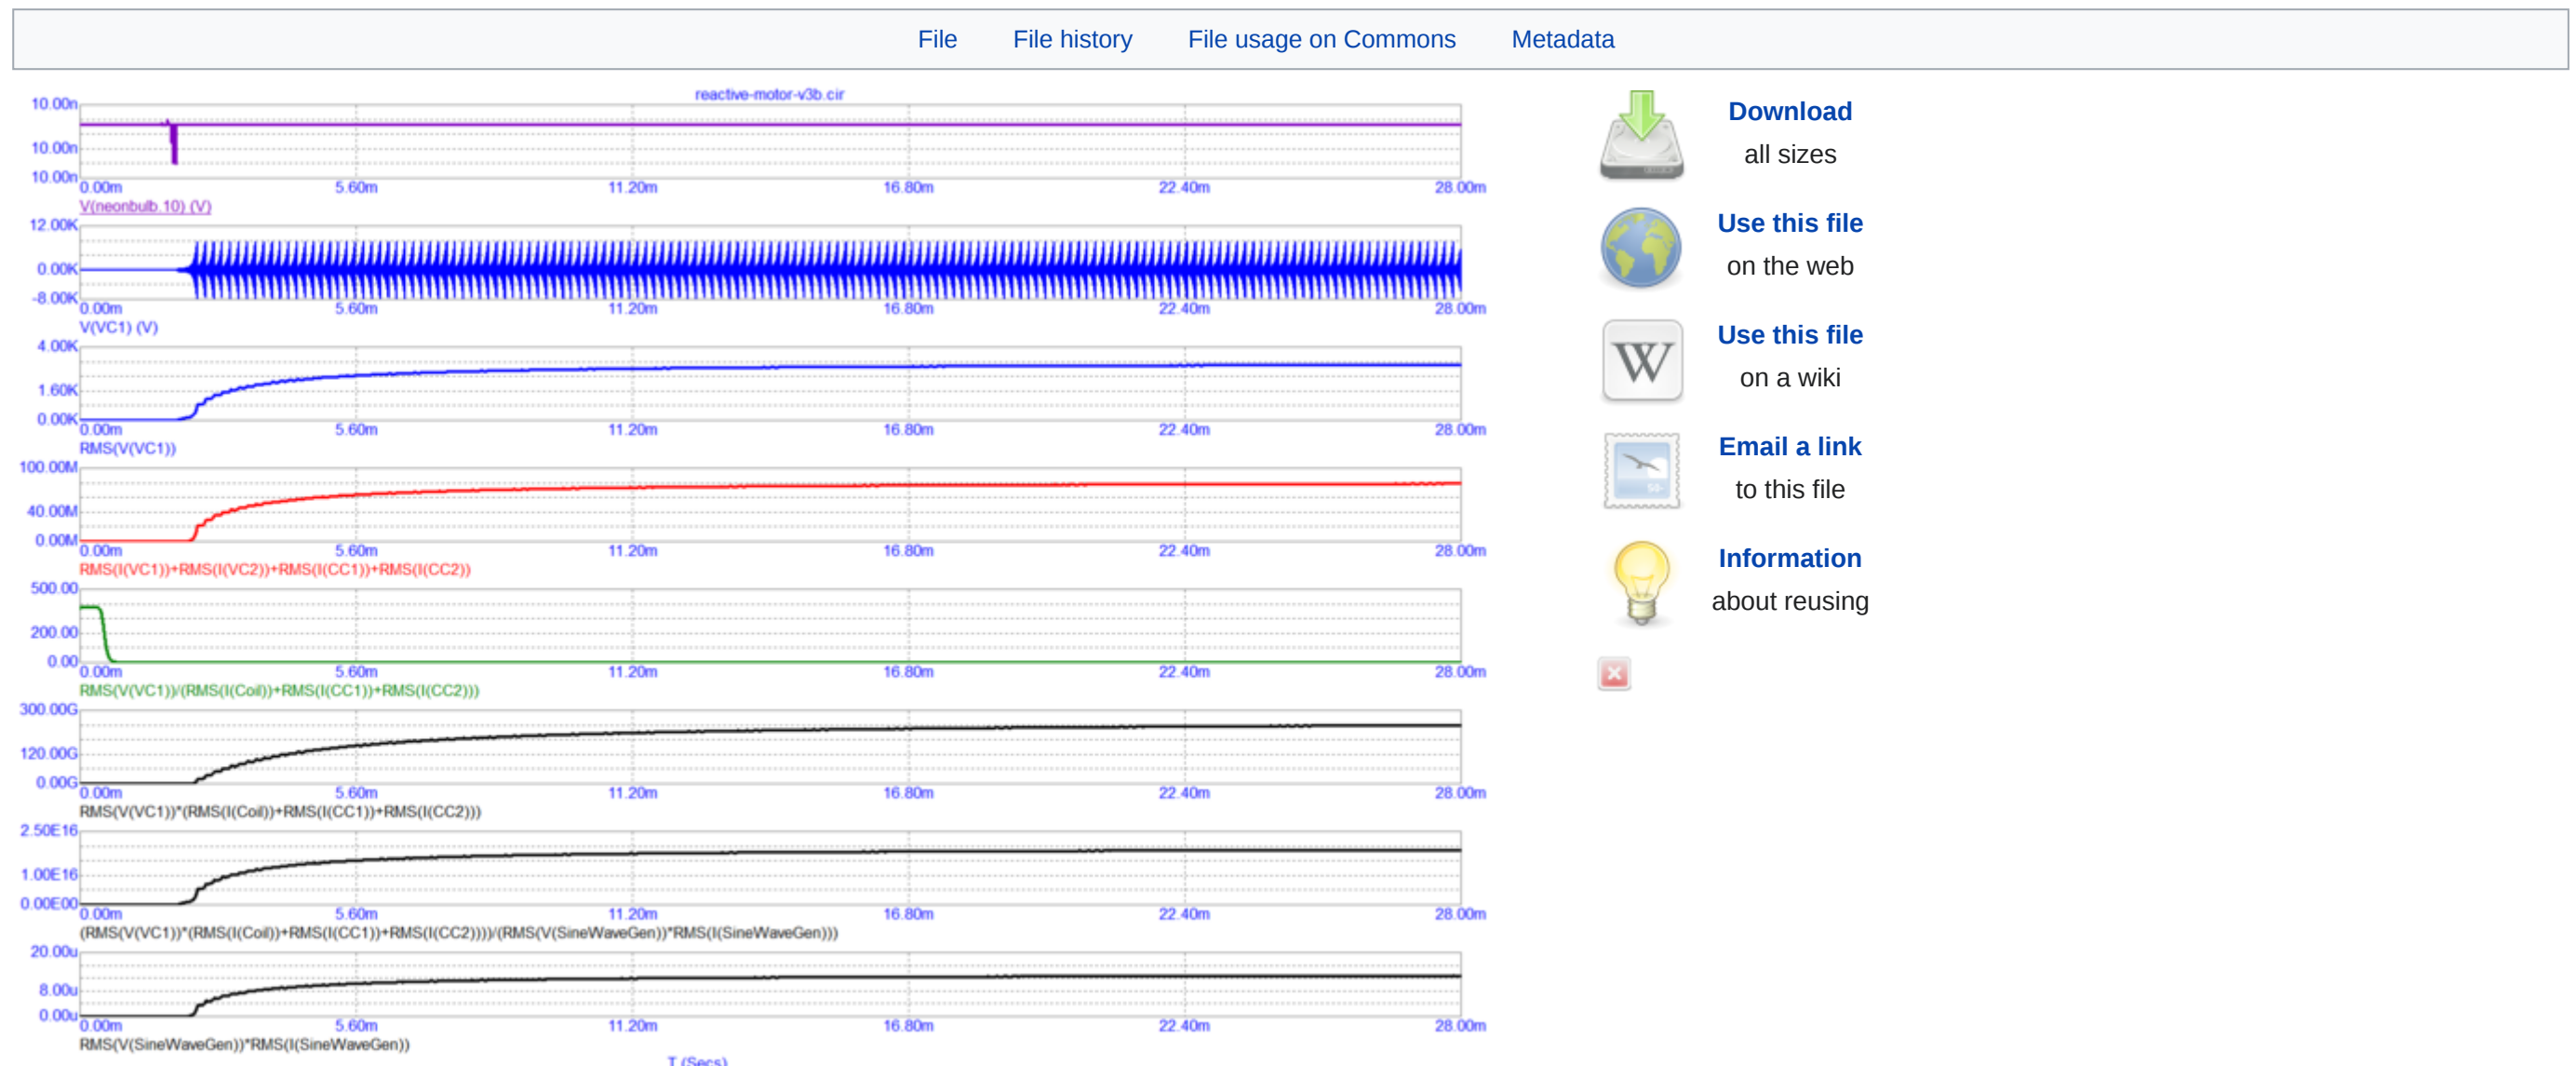 File File history File usage on Commons Metadata
reactive-motor-v3b.cir
10.00n
10.00n
10.00n
0.00m 5.60m 11.20m 16.80m 22.40m 28.00m
V(neonbulb.10) (V)
12.00K
0.00K
-8.00K
0.00m 5.60m 11.20m 16.80m 22.40m 28.00m
V(VC1) (V)
4.00K
1.60K
0.00K
0.00m 5.60m 11.20m 16.80m 22.40m 28.00m
RMS(V(VC1))
100.00M
40.00M
0.00M
0.00m 5.60m 11.20m 16.80m 22.40m 28.00m
RMS(I(VC1))+RMS(I(VC2))+RMS(I(CC1))+RMS(I(CC2))
500.00
200.00
0.00
0.00m 5.60m 11.20m 16.80m 22.40m 28.00m
RMS(V(VC1))/(RMS(I(Coil))+RMS(I(CC1))+RMS(I(CC2)))
300.00G
120.00G
0.00G
0.00m 5.60m 11.20m 16.80m 22.40m 28.00m
RMS(V(VC1))*(RMS(I(Coil))+RMS(I(CC1))+RMS(I(CC2)))
2.50E16
1.00E16
0.00E00
0.00m 5.60m 11.20m 16.80m 22.40m 28.00m
(RMS(V(VC1))*(RMS(I(Coil))+RMS(I(CC1))+RMS(I(CC2))))/(RMS(V(SineWaveGen))*RMS(I(SineWaveGen)))
20.00u
8.00u
0.00u
0.00m 5.60m 11.20m 16.80m 22.40m 28.00m
RMS(V(SineWaveGen))*RMS(I(SineWaveGen))
T (Secs)
Download
all sizes
Use this file
on the web
W
Use this file
on a wiki
50-
Email a link
to this file
Information
about reusing